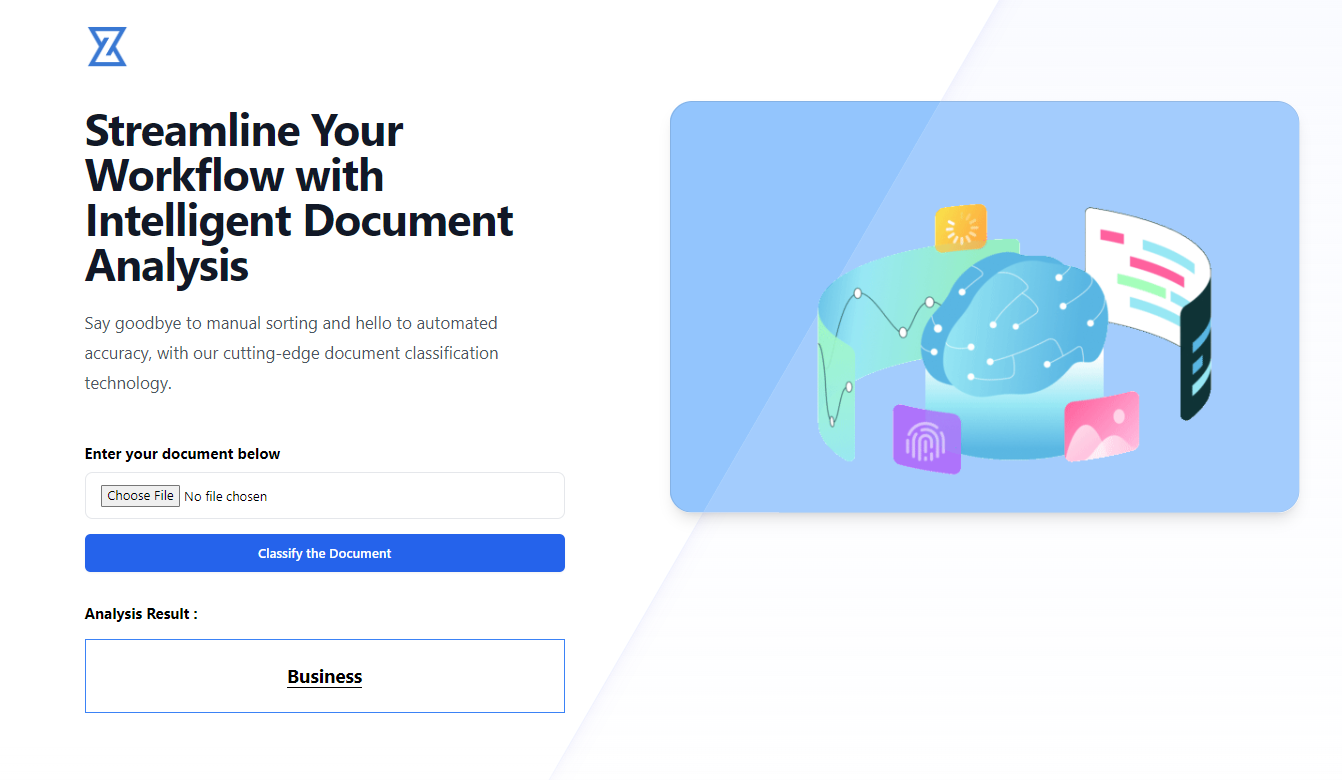 Streamline Your
Workflow with
Intelligent Document
Analysis
Say goodbye to manual sorting and hello to automated
accuracy, with our cutting-edge document classification
technology.
Enter your document below
Choose File No file chosen
Classify the Document
Analysis Result :
Business